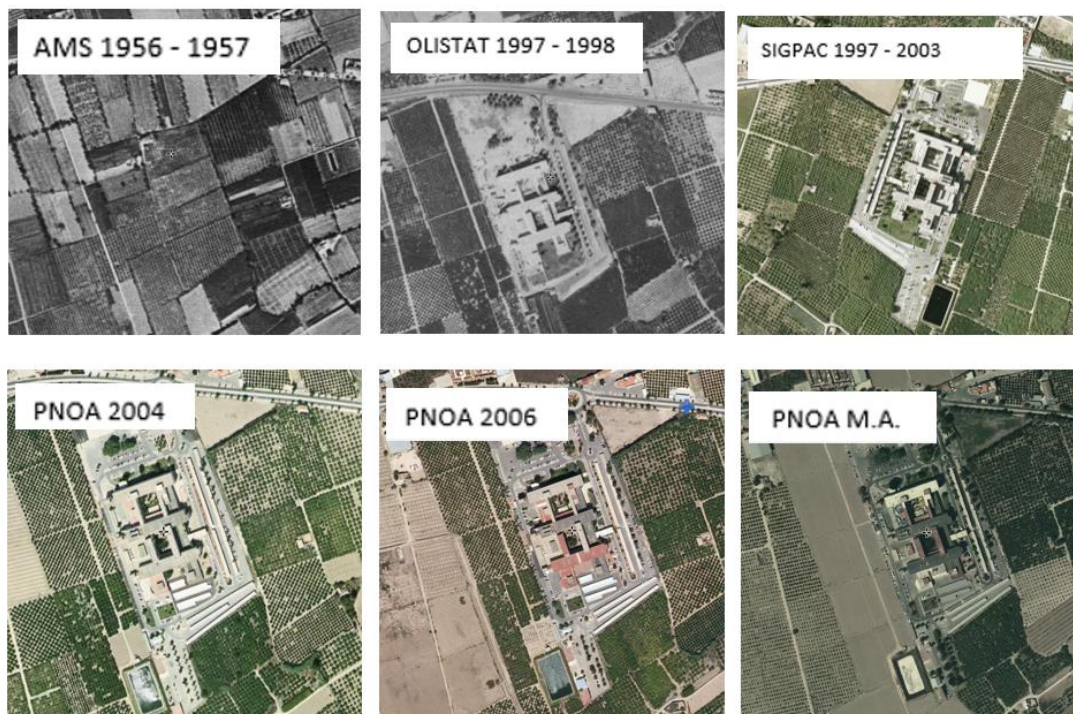 AMS 1956 - 1957
OLISTAT 1997 - 1998
SIGPAC 1997 - 2003
PNOA 2004
PNOA 2006
PNOA M.A.